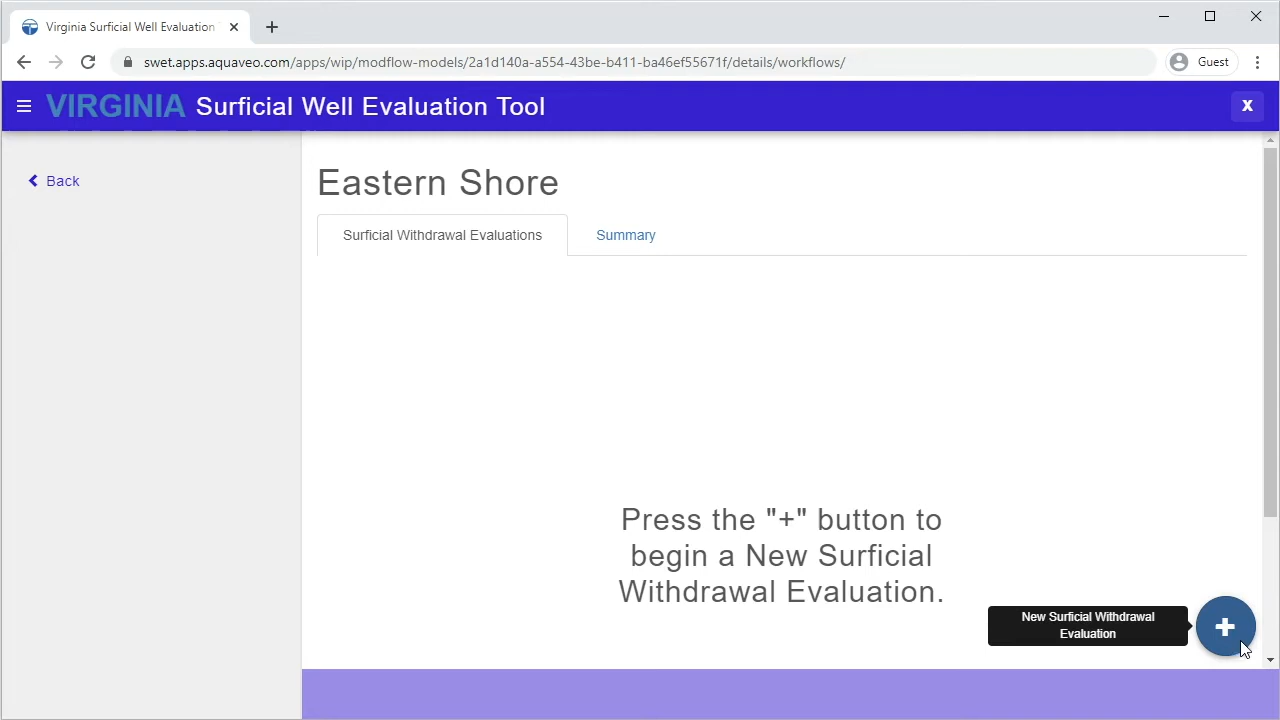 Virginia Surficial Well Evaluation
swet.apps.aquaveo.com/apps/wip/modflow-models/2a1d140a-a554-43be-b411-ba46ef55671f/details/workflows/
Guest
VIRGINIA Surficial Well Evaluation Tool
X
Back
Eastern Shore
Surficial Withdrawal Evaluations
Summary
Press the "+" button to
begin a New Surficial
Withdrawal Evaluation.
New Surficial Withdrawal
Evaluation